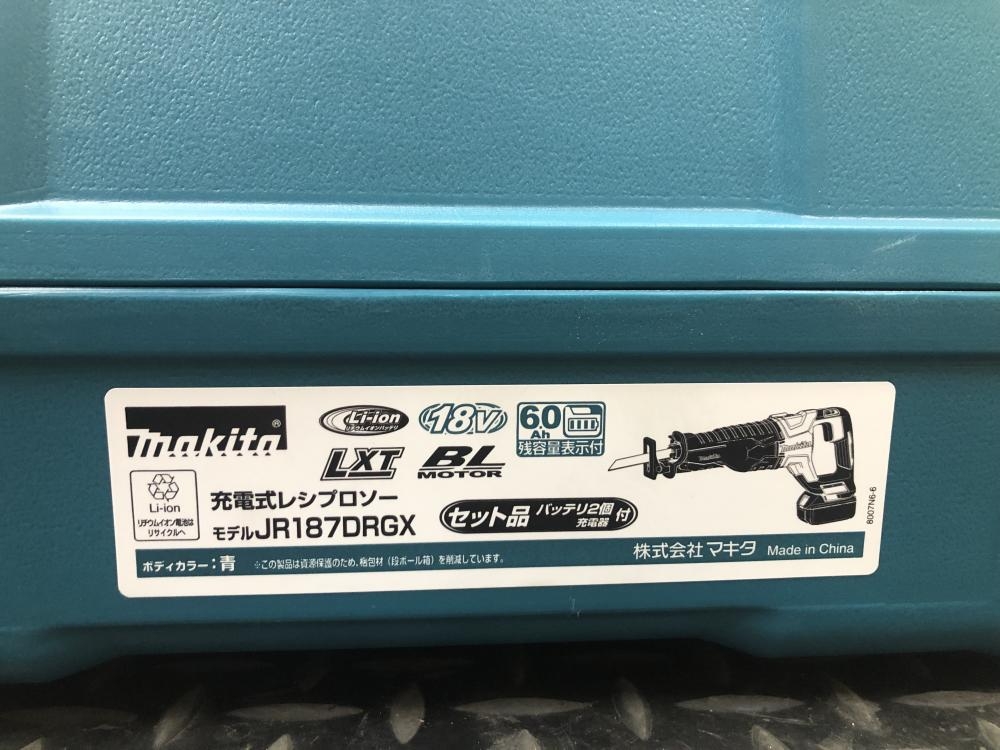 makita®
Li-ion
リチウムイオンバッテリ
18V
6.0
Ah
残容量表示付
LXT
BL
MOTOR
Li-ion
リチウムイオン電池は
リサイクルへ
充電式レシプロソー
モデルJR187DRGX
セット品 バッテリ2個 充電器 付
8007N6-6
ボディカラー：青
※この製品は資源保護のため、梱包材（段ボール箱）を削減しています。
株式会社マキタ Made in China